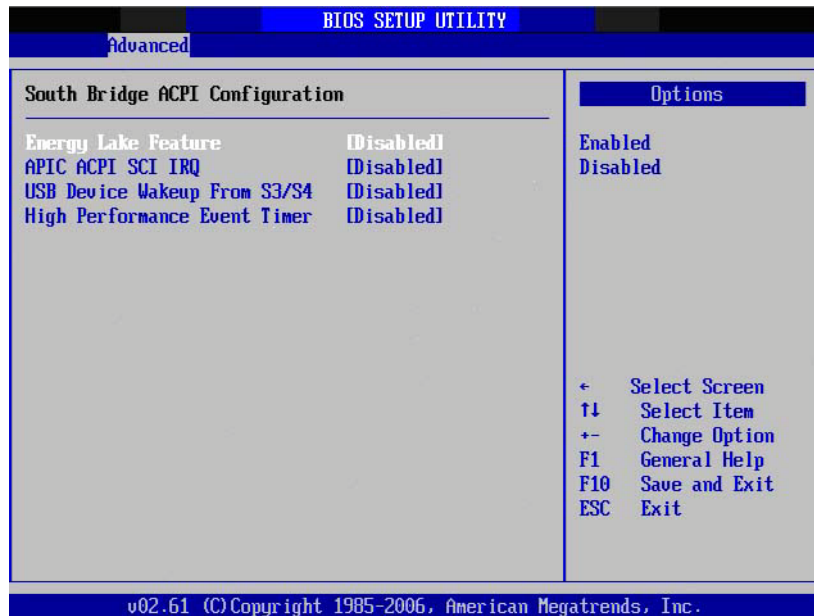 BIOS SETUP UTILITY
Advanced
South Bridge ACPI Configuration
Energy Lake Feature [Disabled]
APIC ACPI SCI IRQ [Disabled]
USB Device Wakeup From S3/S4 [Disabled]
High Performance Event Timer [Disabled]
Options
Enabled
Disabled
← Select Screen
↑↓ Select Item
+- Change Option
F1 General Help
F10 Save and Exit
ESC Exit
v02.61 (C)Copyright 1985-2006, American Megatrends, Inc.